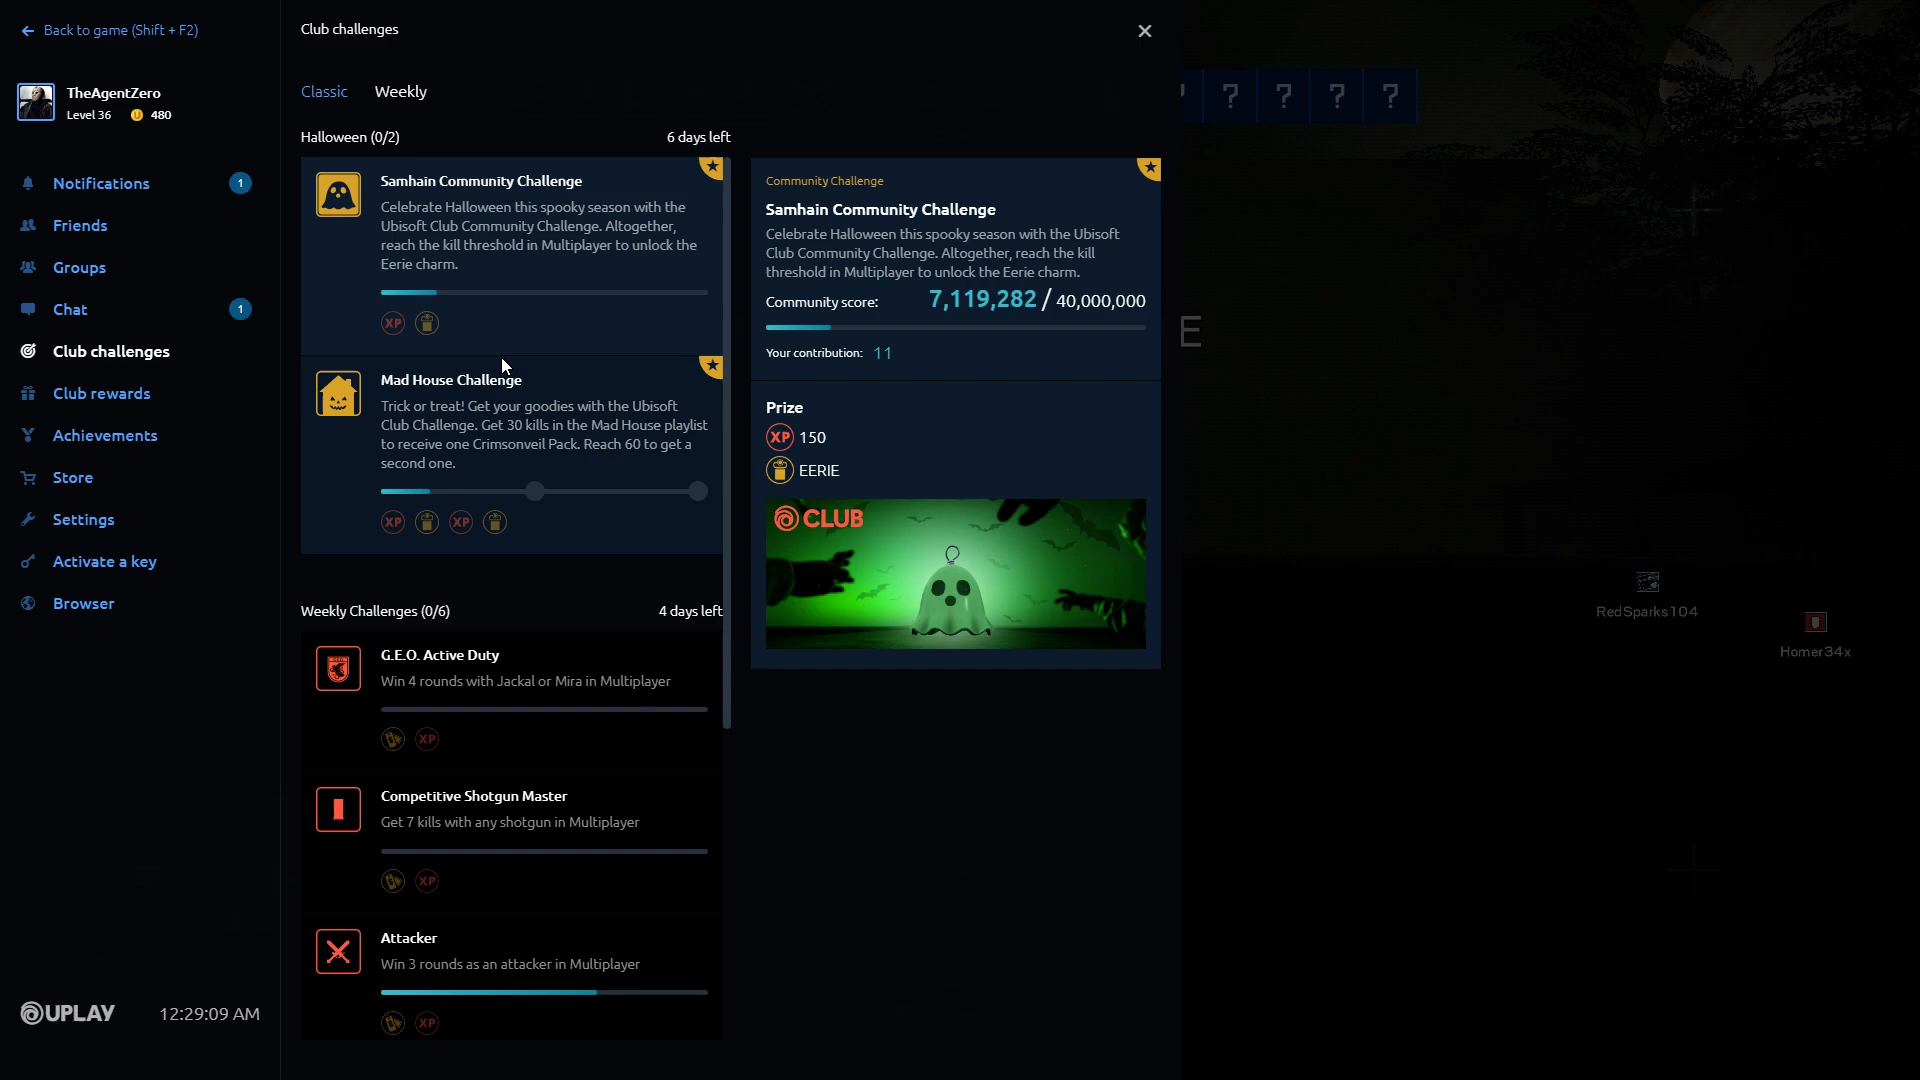 Back to game (Shift + F2)
TheAgentZero
Level 36
480
Notifications
1
Friends
Groups
Chat
1
Club challenges
Club rewards
Achievements
Store
Settings
Activate a key
Browser
UPLAY
12:29:09 AM
Club challenges
Classic
Weekly
Halloween (0/2)
6 days left
Samhain Community Challenge
Celebrate Halloween this spooky season with the
Ubisoft Club Community Challenge. Altogether,
reach the kill threshold in Multiplayer to unlock the
Eerie charm.
XP
Mad House Challenge
Trick or treat! Get your goodies with the Ubisoft
Club Challenge. Get 30 kills in the Mad House playlist
to receive one Crimsonveil Pack. Reach 60 to get a
second one.
XP
XP
Weekly Challenges (0/6)
4 days left
G.E.O. Active Duty
Win 4 rounds with Jackal or Mira in Multiplayer
XP
Competitive Shotgun Master
Get 7 kills with any shotgun in Multiplayer
XP
Attacker
Win 3 rounds as an attacker in Multiplayer
XP
Community Challenge
Samhain Community Challenge
Celebrate Halloween this spooky season with the Ubisoft
Club Community Challenge. Altogether, reach the kill
threshold in Multiplayer to unlock the Eerie charm.
Community score: 7,119,282 / 40,000,000
Your contribution: 11
Prize
XP 150
EERIE
CLUB
? ? ? ?
E
RedSparks104
Homer34x